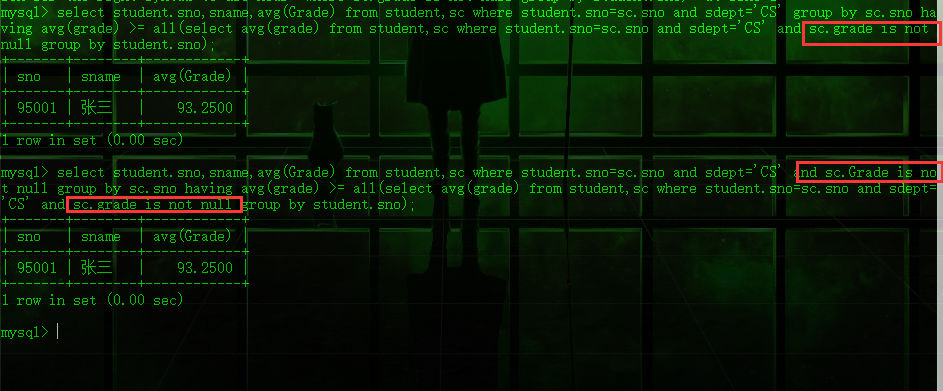 mysql> select student.sno,sname,avg(Grade) from student,sc where student.sno=sc.sno and sdept='CS' group by sc.sno ha
ving avg(grade) >= all(select avg(grade) from student,sc where student.sno=sc.sno and sdept='CS' and sc.grade is not
null group by student.sno);
| sno | sname | avg(Grade) |
| 95001 | 张三 | 93.2500 |
1 row in set (0.00 sec)
mysql> select student.sno,sname,avg(Grade) from student,sc where student.sno=sc.sno and sdept='CS' and sc.Grade is no
t null group by sc.sno having avg(grade) >= all(select avg(grade) from student,sc where student.sno=sc.sno and sdept=
'CS' and sc.grade is not null group by student.sno);
| sno | sname | avg(Grade) |
| 95001 | 张三 | 93.2500 |
1 row in set (0.00 sec)
mysql>